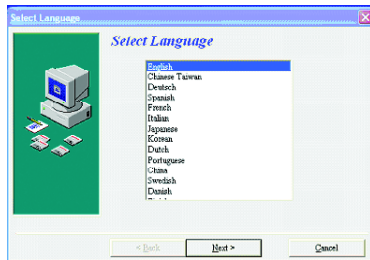 Select Language
Select Language
English
Chinese Taiwan
Deutsch
Spanish
French
Italian
Japanese
Korean
Dutch
Portuguese
China
Swedish
Danish
< Back
Next >
Cancel